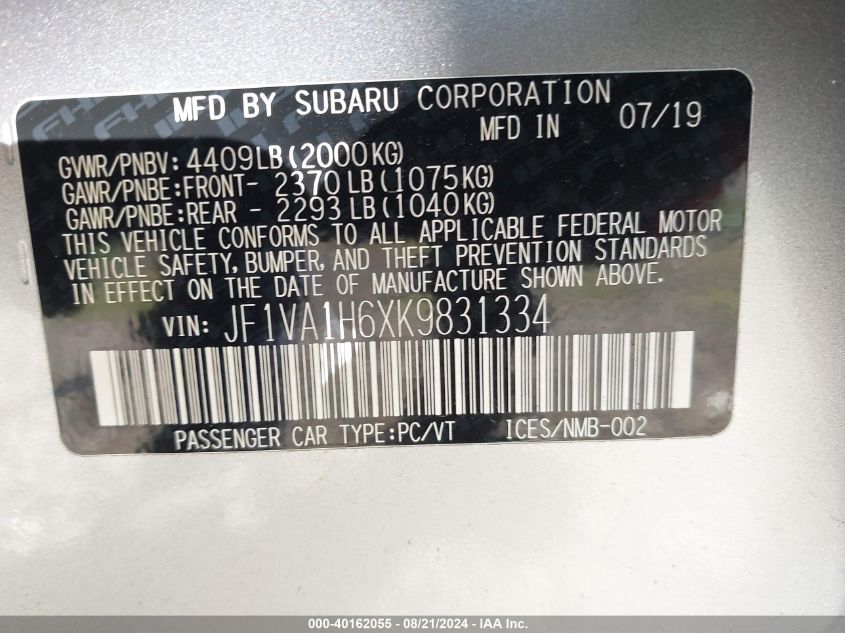 MFD BY SUBARU CORPORATION
MFD IN 07/19
GVWR/PNBV: 4409LB(2000KG)
GAWR/PNBE:FRONT- 2370LB(1075KG)
GAWR/PNBE:REAR - 2293LB(1040KG)
THIS VEHICLE CONFORMS TO ALL APPLICABLE FEDERAL MOTOR
VEHICLE SAFETY, BUMPER, AND THEFT PREVENTION STANDARDS
IN EFFECT ON THE DATE OF MANUFACTURE SHOWN ABOVE.
VIN: JF1VA1H6XK9831334
PASSENGER CAR TYPE:PC/VT ICES/NMB-002
000-40162055 - 08/21/2024 - IAA Inc.